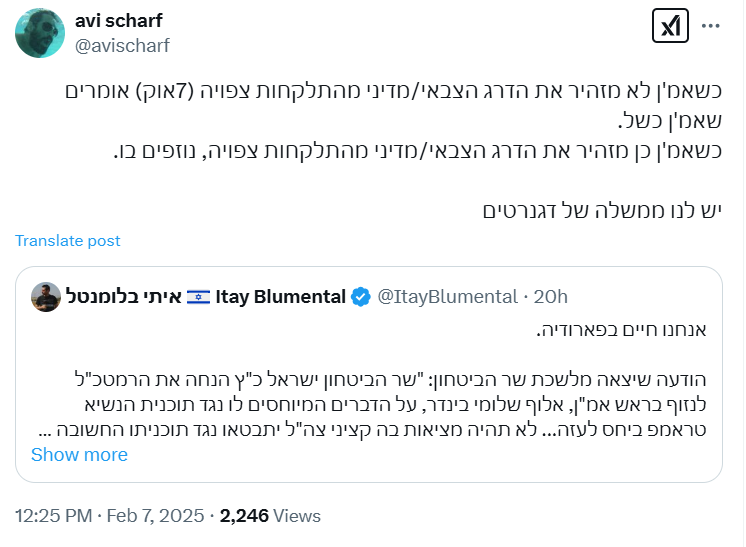 avi scharf
@avischarf
כשאמ'ן לא מזהיר את הדרג הצבאי/מדיני מהתלקחות צפויה (7אוק) אומרים
שאמ'ן כשל.
כשאמ'ן כן מזהיר את הדרג הצבאי/מדיני מהתלקחות צפויה, נוזפים בו.
יש לנו ממשלה של דגנרטים
Translate post
איתי בלומנטל 🇮🇱 Itay Blumental @ItayBlumental · 20h
אנחנו חיים בפארודיה.
הודעה שיצאה מלשכת שר הביטחון: "שר הביטחון ישראל כ"ץ הנחה את הרמטכ"ל
לנזוף בראש אמ"ן, אלוף שלומי בינדר, על הדברים המיוחסים לו נגד תוכנית הנשיא
טראמפ ביחס לעזה... לא תהיה מציאות בה קציני צה"ל יתבטאו נגד תוכניתו החשובה ...
Show more
12:25 PM · Feb 7, 2025 · 2,246 Views